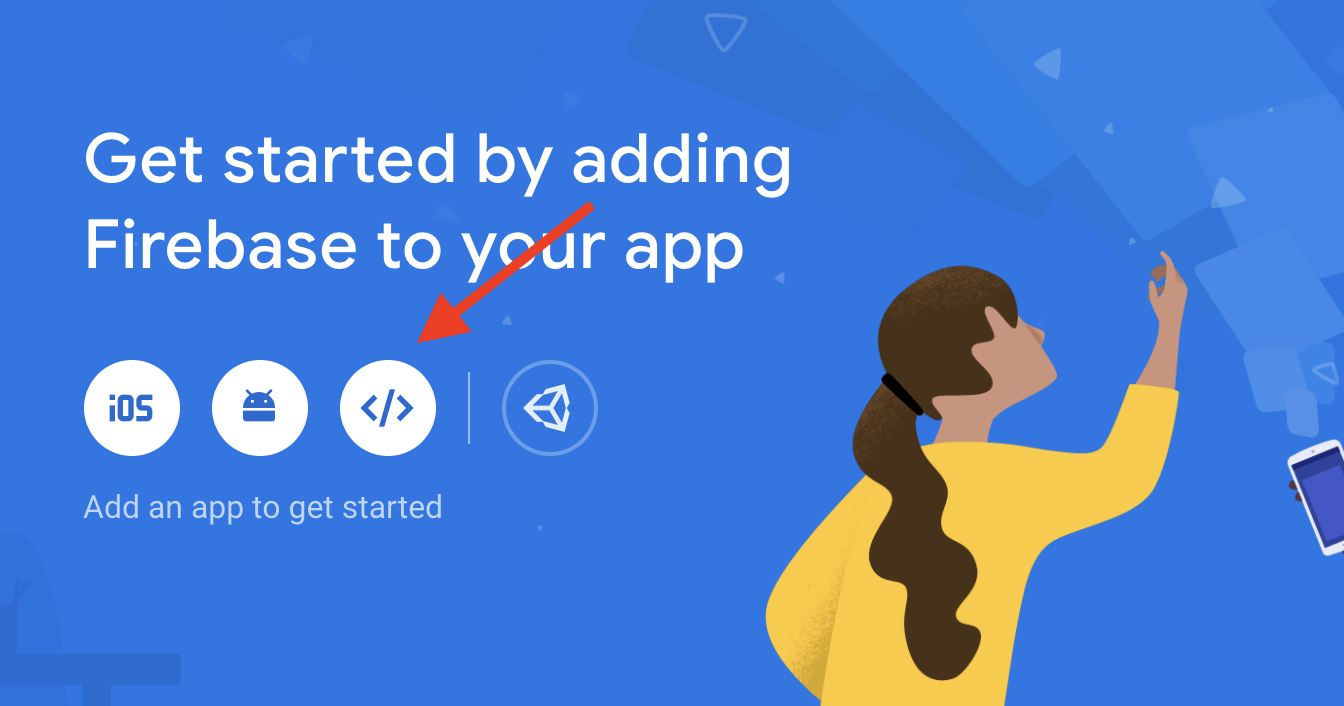 Get started by adding
Firebase to your app
iOS
</>
Add an app to get started